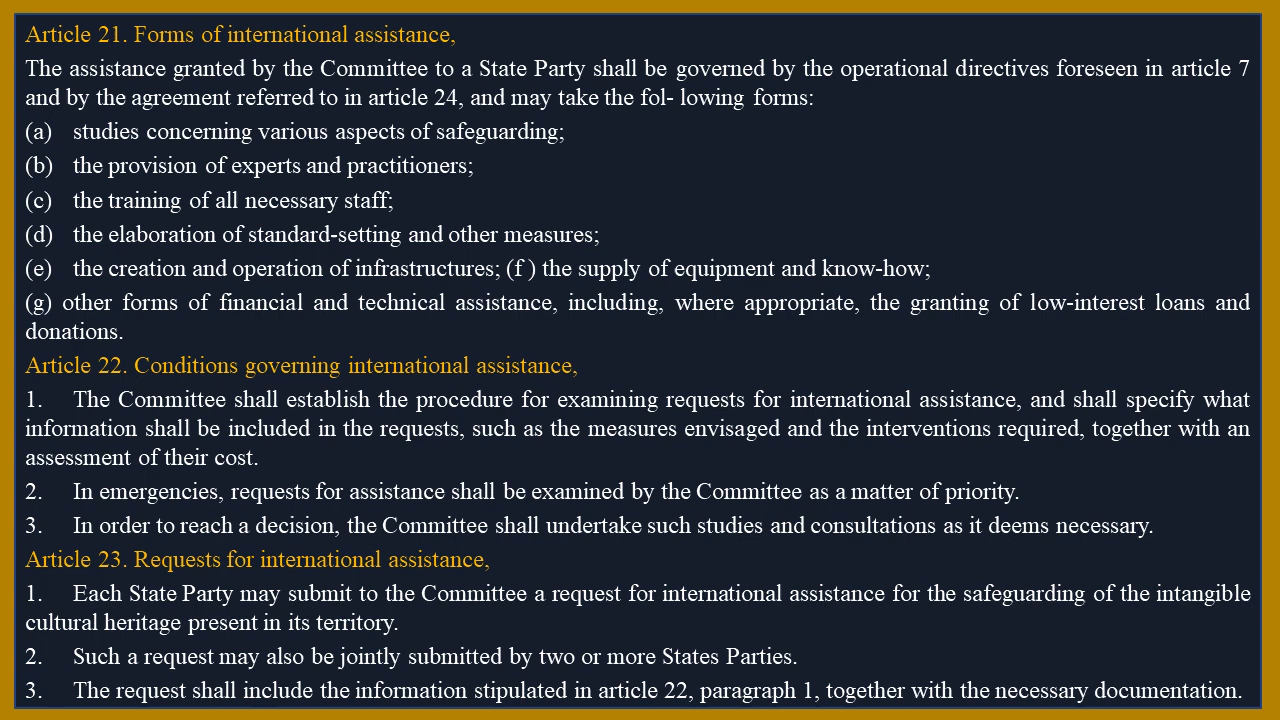 Article 21. Forms of international assistance,
The assistance granted by the Committee to a State Party shall be governed by the operational directives foreseen in article 7
and by the agreement referred to in article 24, and may take the fol- lowing forms:
(a) studies concerning various aspects of safeguarding;
(b) the provision of experts and practitioners;
(c) the training of all necessary staff;
(d) the elaboration of standard-setting and other measures;
(e) the creation and operation of infrastructures; (f ) the supply of equipment and know-how;
(g) other forms of financial and technical assistance, including, where appropriate, the granting of low-interest loans and
donations.
Article 22. Conditions governing international assistance,
1. The Committee shall establish the procedure for examining requests for international assistance, and shall specify what
information shall be included in the requests, such as the measures envisaged and the interventions required, together with an
assessment of their cost.
2. In emergencies, requests for assistance shall be examined by the Committee as a matter of priority.
3. In order to reach a decision, the Committee shall undertake such studies and consultations as it deems necessary.
Article 23. Requests for international assistance,
1. Each State Party may submit to the Committee a request for international assistance for the safeguarding of the intangible
cultural heritage present in its territory.
2. Such a request may also be jointly submitted by two or more States Parties.
3. The request shall include the information stipulated in article 22, paragraph 1, together with the necessary documentation.